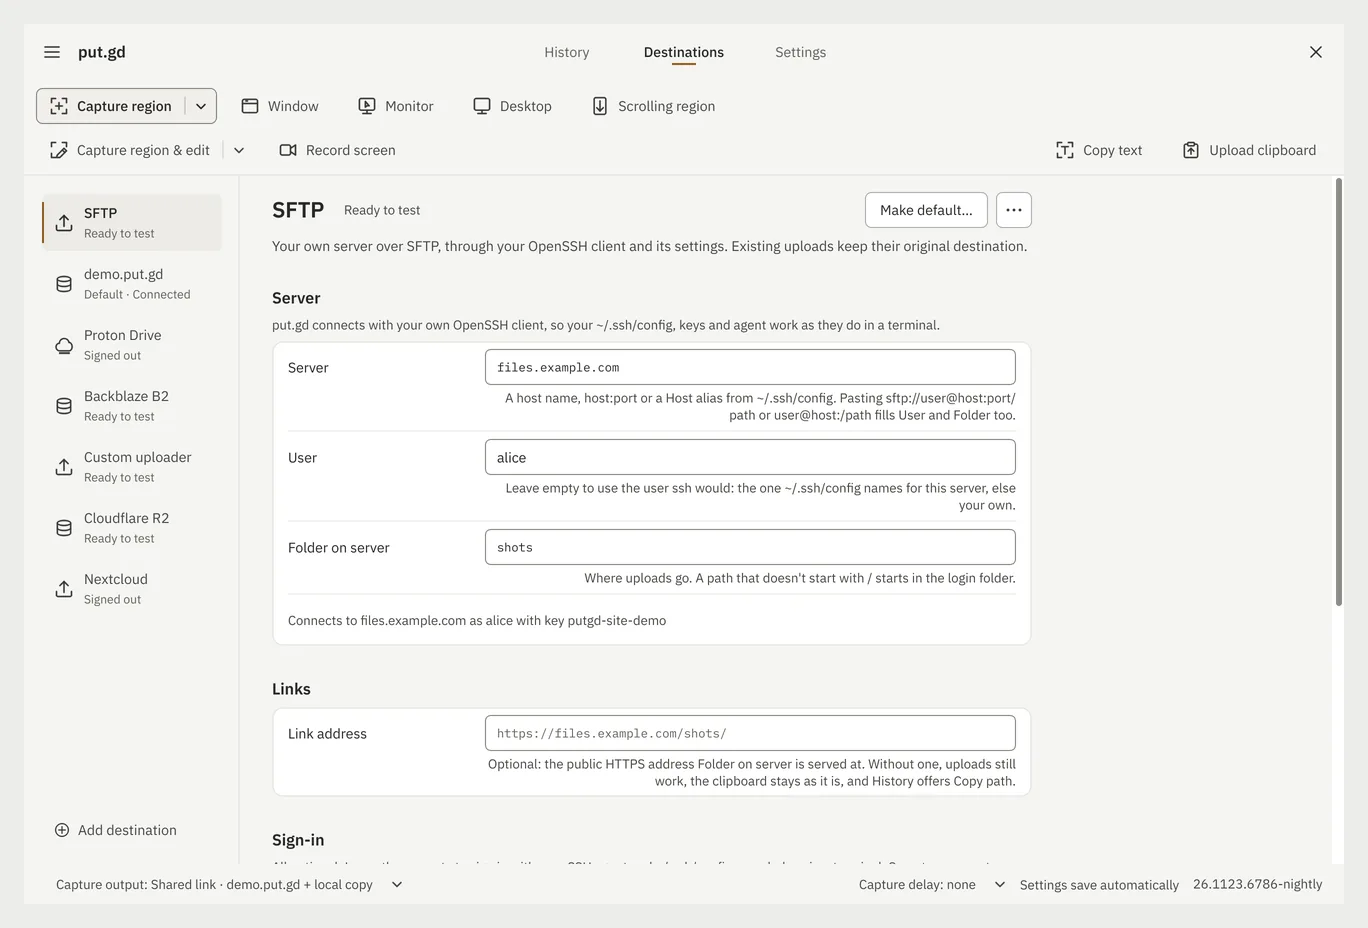 put.gd
History
Destinations
Settings
Capture region
Window
Monitor
Desktop
Scrolling region
Capture region & edit
Record screen
Copy text
Upload clipboard
SFTP
Ready to test
demo.put.gd
Default · Connected
Proton Drive
Signed out
Backblaze B2
Ready to test
Custom uploader
Ready to test
Cloudflare R2
Ready to test
Nextcloud
Signed out
Add destination
SFTP
Ready to test
Make default...
Your own server over SFTP, through your OpenSSH client and its settings. Existing uploads keep their original destination.
Server
put.gd connects with your own OpenSSH client, so your ~/.ssh/config, keys and agent work as they do in a terminal.
Server
files.example.com
A host name, host:port or a Host alias from ~/.ssh/config. Pasting sftp://user@host:port/
path or user@host:/path fills User and Folder too.
User
alice
Leave empty to use the user ssh would: the one ~/.ssh/config names for this server, else
your own.
Folder on server
shots
Where uploads go. A path that doesn't start with / starts in the login folder.
Connects to files.example.com as alice with key putgd-site-demo
Links
Link address
https://files.example.com/shots/
Optional: the public HTTPS address Folder on server is served at. Without one, uploads still
work, the clipboard stays as it is, and History offers Copy path.
Sign-in
Capture output: Shared link · demo.put.gd + local copy
Capture delay: none
Settings save automatically
26.1123.6786-nightly